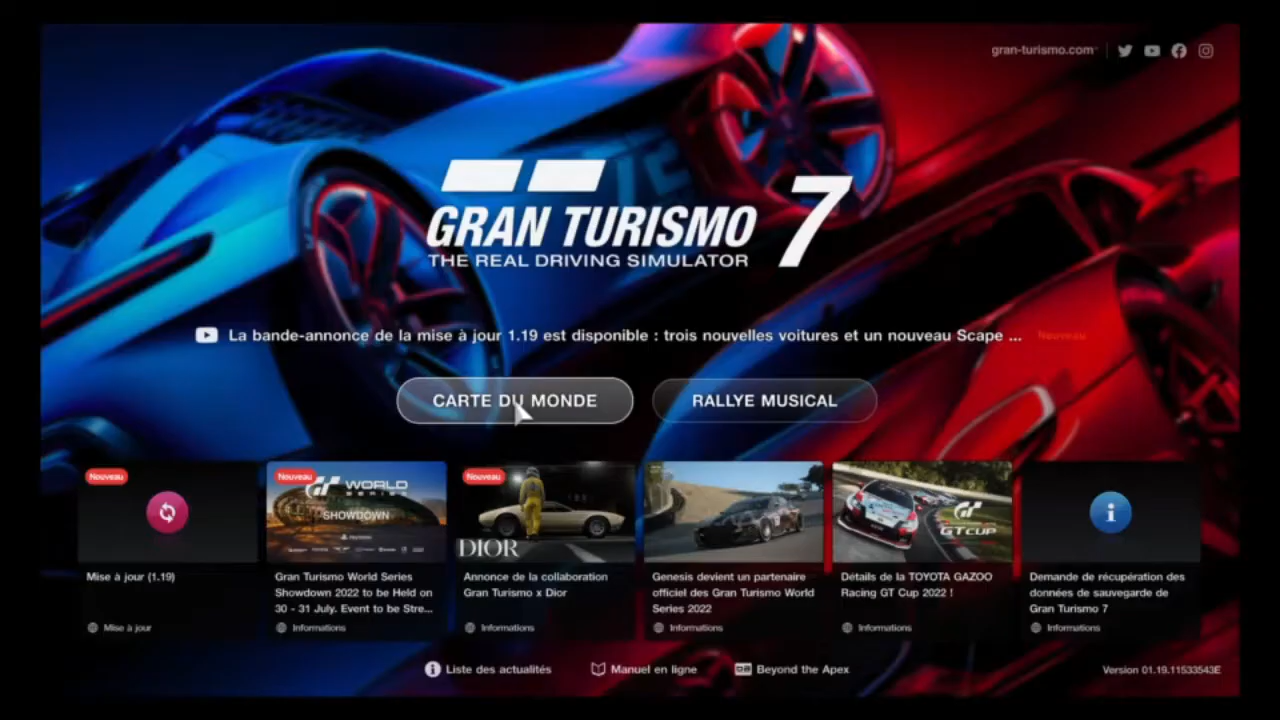 gran-turismo.com
GRAN TURISMO 7
THE REAL DRIVING SIMULATOR
La bande-annonce de la mise à jour 1.19 est disponible : trois nouvelles voitures et un nouveau Scape ... Nouveau
CARTE DU MONDE
RALLYE MUSICAL
Nouveau
Mise à jour (1.19)
Mise à jour
Nouveau
GT WORLD
SERIES
SHOWDOWN
Gran Turismo World Series
Showdown 2022 to be Held on
30 - 31 July. Event to be Stre...
Informations
Nouveau
DIOR
Annonce de la collaboration
Gran Turismo x Dior
Informations
Genesis devient un partenaire
officiel des Gran Turismo World
Series 2022
Informations
GT CUP
Détails de la TOYOTA GAZOO
Racing GT Cup 2022 !
Informations
Demande de récupération des
données de sauvegarde de
Gran Turismo 7
Informations
Liste des actualités
Manuel en ligne
Beyond the Apex
Version 01.19.11533543E